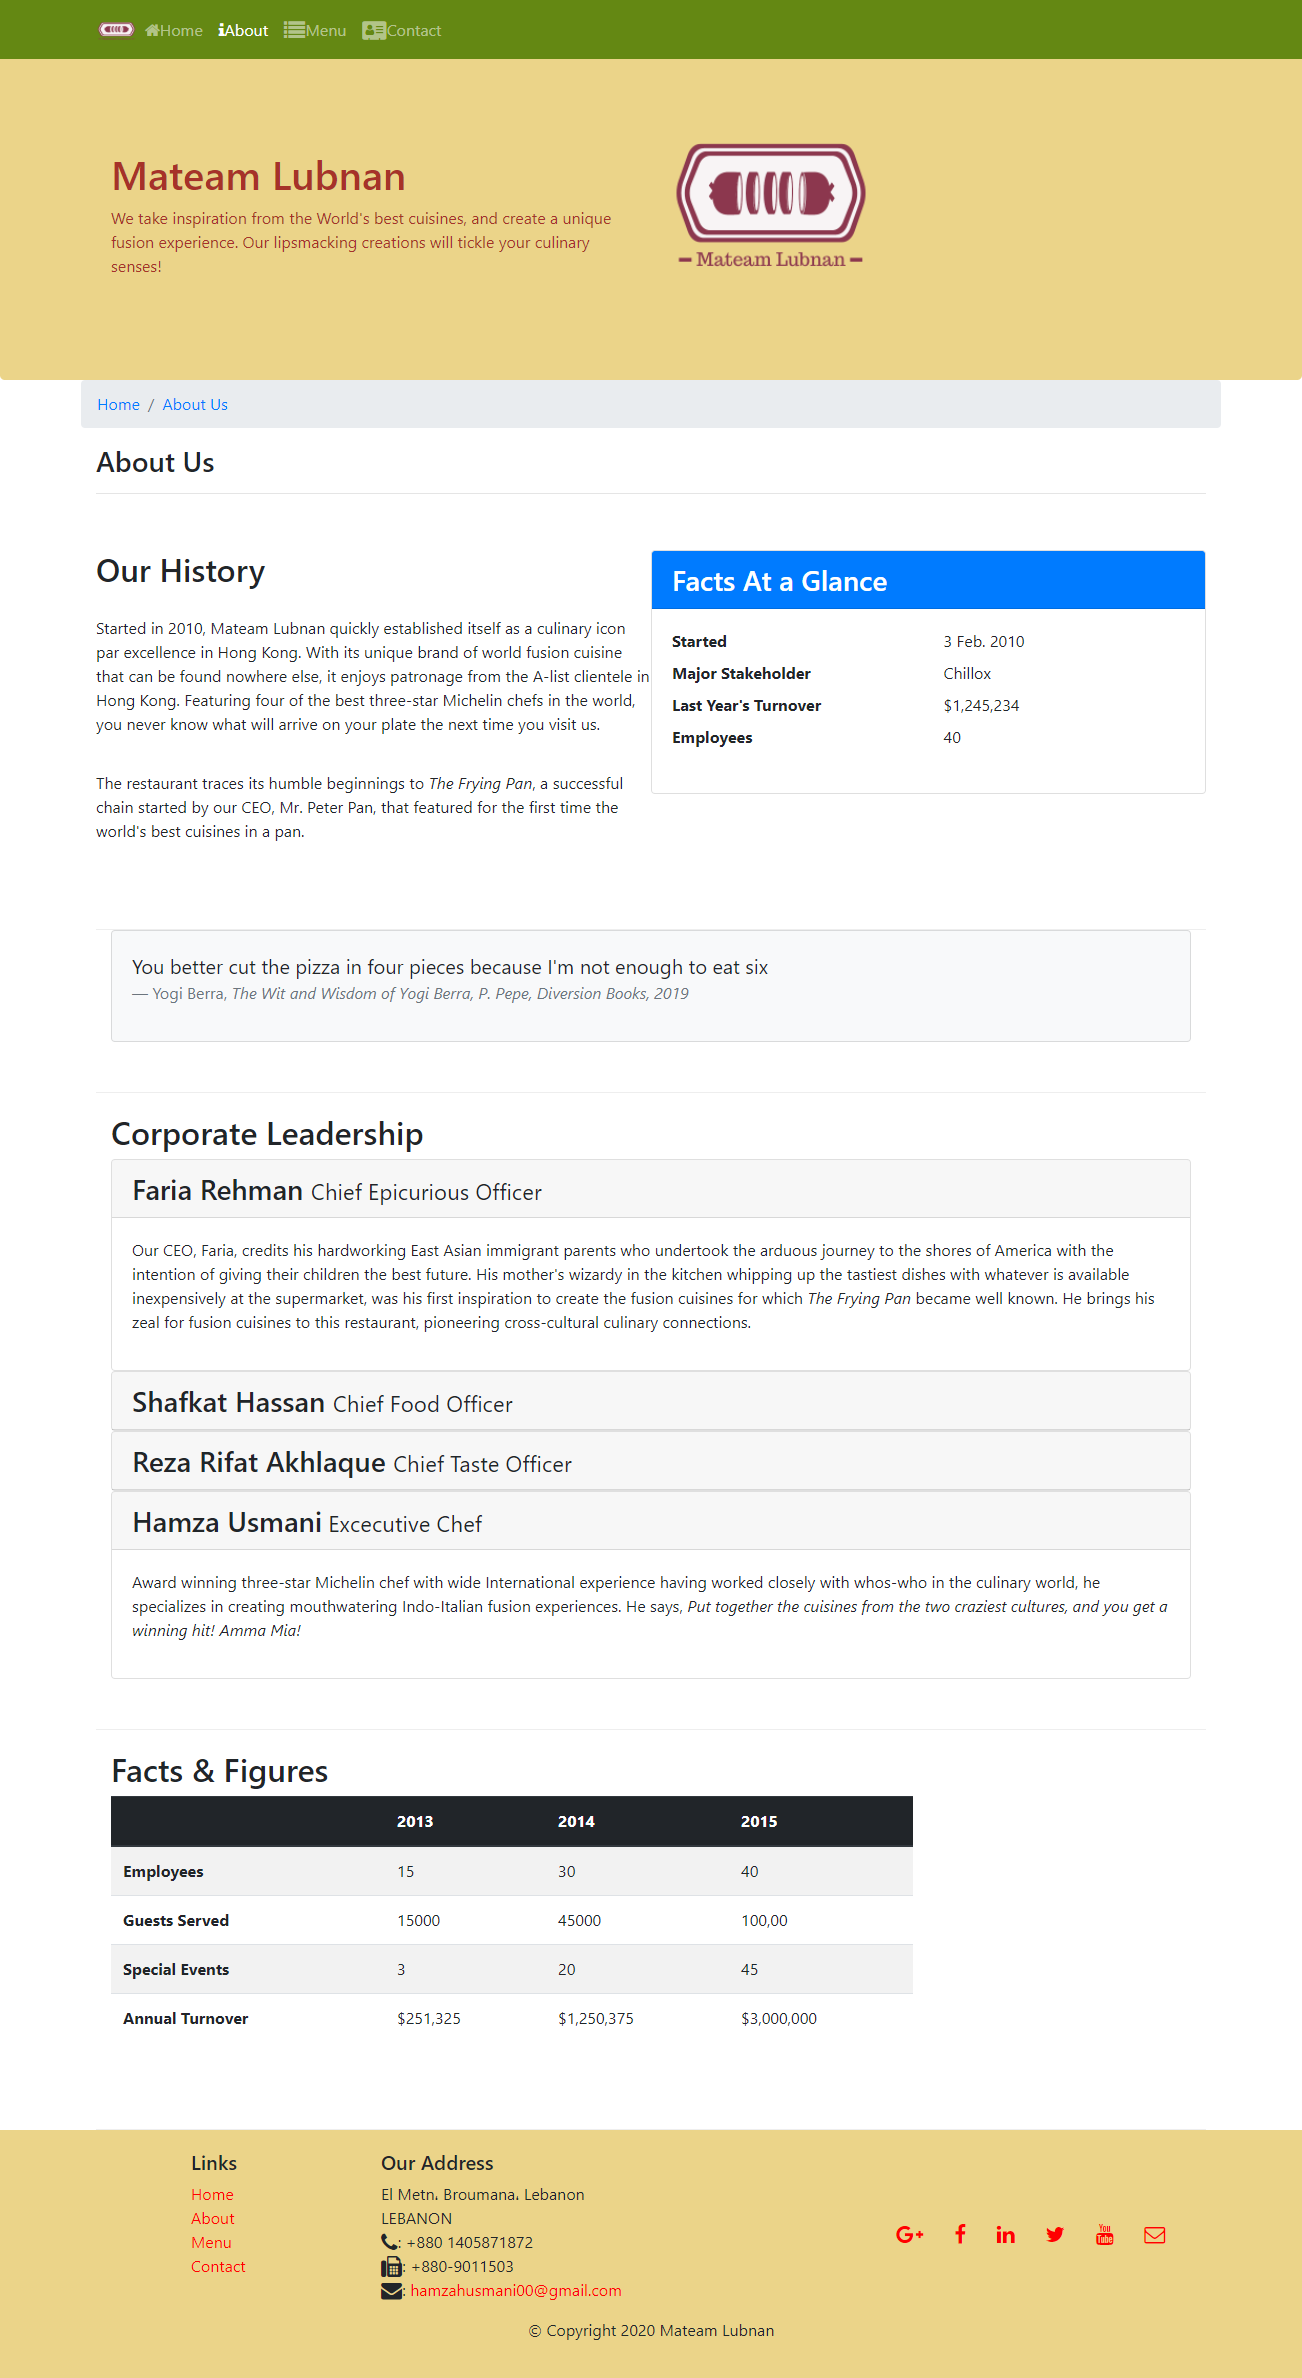 Home About Menu Contact
Mateam Lubnan
We take inspiration from the World's best cuisines, and create a unique
fusion experience. Our lipsmacking creations will tickle your culinary
senses!
Mateam Lubnan
Home / About Us
About Us
Our History
Started in 2010, Mateam Lubnan quickly established itself as a culinary icon
par excellence in Hong Kong. With its unique brand of world fusion cuisine
that can be found nowhere else, it enjoys patronage from the A-list clientele in
Hong Kong. Featuring four of the best three-star Michelin chefs in the world,
you never know what will arrive on your plate the next time you visit us.
The restaurant traces its humble beginnings to The Frying Pan, a successful
chain started by our CEO, Mr. Peter Pan, that featured for the first time the
world's best cuisines in a pan.
Facts At a Glance
Started 3 Feb. 2010
Major Stakeholder Chillox
Last Year's Turnover $1,245,234
Employees 40
You better cut the pizza in four pieces because I'm not enough to eat six
— Yogi Berra, The Wit and Wisdom of Yogi Berra, P. Pepe, Diversion Books, 2019
Corporate Leadership
Faria Rehman Chief Epicurious Officer
Our CEO, Faria, credits his hardworking East Asian immigrant parents who undertook the arduous journey to the shores of America with the
intention of giving their children the best future. His mother's wizardy in the kitchen whipping up the tastiest dishes with whatever is available
inexpensively at the supermarket, was his first inspiration to create the fusion cuisines for which The Frying Pan became well known. He brings his
zeal for fusion cuisines to this restaurant, pioneering cross-cultural culinary connections.
Shafkat Hassan Chief Food Officer
Reza Rifat Akhlaque Chief Taste Officer
Hamza Usmani Excecutive Chef
Award winning three-star Michelin chef with wide International experience having worked closely with whos-who in the culinary world, he
specializes in creating mouthwatering Indo-Italian fusion experiences. He says, Put together the cuisines from the two craziest cultures, and you get a
winning hit! Amma Mia!
Facts & Figures
2013 2014 2015
Employees 15 30 40
Guests Served 15000 45000 100,00
Special Events 3 20 45
Annual Turnover $251,325 $1,250,375 $3,000,000
Links
Home
About
Menu
Contact
Our Address
El Metn، Broumana، Lebanon
LEBANON
: +880 1405871872
: +880-9011503
: hamzahusmani00@gmail.com
You Tube
© Copyright 2020 Mateam Lubnan